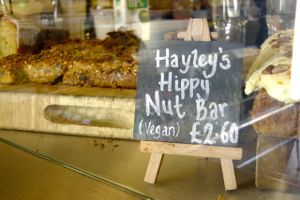 Hayley's
Hippy
Nut Bar
(Vegan) £2.60